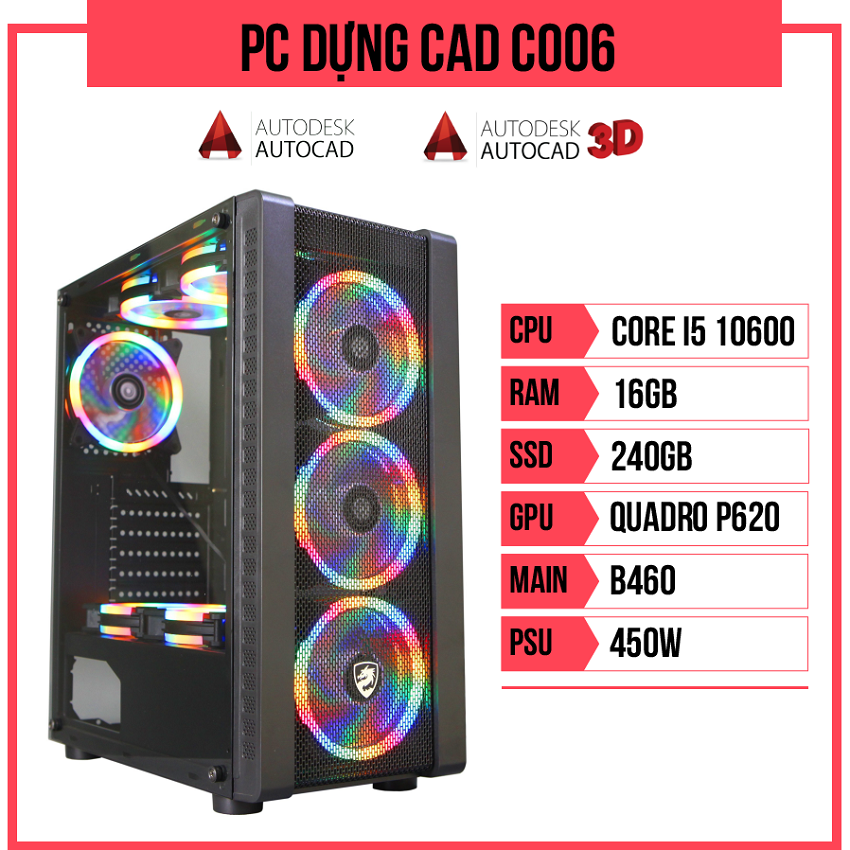 PC DỰNG CAD C006
AUTODESK
AUTOCAD
AUTODESK
AUTOCAD 3D
CPU CORE I5 10600
RAM 16GB
SSD 240GB
GPU QUADRO P620
MAIN B460
PSU 450W